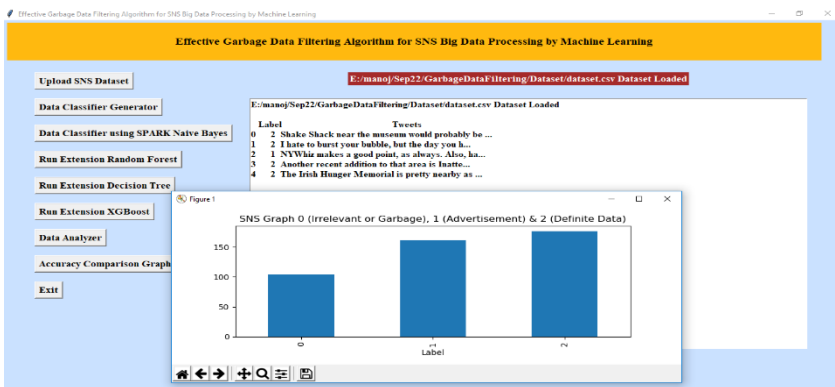 Effective Garbage Data Filtering Algorithm for SNS Big Data Processing by Machine Learning
Effective Garbage Data Filtering Algorithm for SNS Big Data Processing by Machine Learning
Upload SNS Dataset
E:/manoj/Sep22/GarbageDataFiltering/Dataset/dataset.csv Dataset Loaded
Data Classifier Generator
Data Classifier using SPARK Naive Bayes
Run Extension Random Forest
Run Extension Decision Tree
Run Extension XGBoost
Data Analyzer
Accuracy Comparison Graph
Exit
E:/manoj/Sep22/GarbageDataFiltering/Dataset/dataset.csv Dataset Loaded
Label Tweets
0 2 Shake Shack near the museum would probably be ...
1 2 I hate to burst your bubble, but the day you h...
2 1 NYWhiz makes a good point, as always. Also, ha...
3 2 Another recent addition to that area is Inatte...
4 2 The Irish Hunger Memorial is pretty nearby as ...
Figure 1
SNS Graph 0 (Irrelevant or Garbage), 1 (Advertisement) & 2 (Definite Data)
150
100
50
0
0 1 2
Label